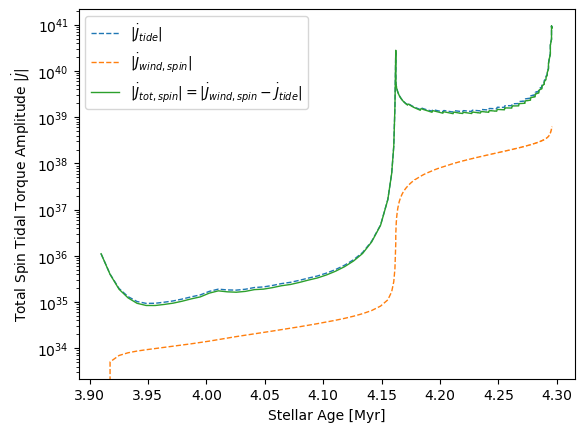 |J̇_{tide}|
|J̇_{wind, spin}|
|J̇_{tot, spin}| = |J̇_{wind, spin} − J̇_{tide}|
Total Spin Tidal Torque Amplitude |J̇|
10^{41}
10^{40}
10^{39}
10^{38}
10^{37}
10^{36}
10^{35}
10^{34}
3.90 3.95 4.00 4.05 4.10 4.15 4.20 4.25 4.30
Stellar Age [Myr]